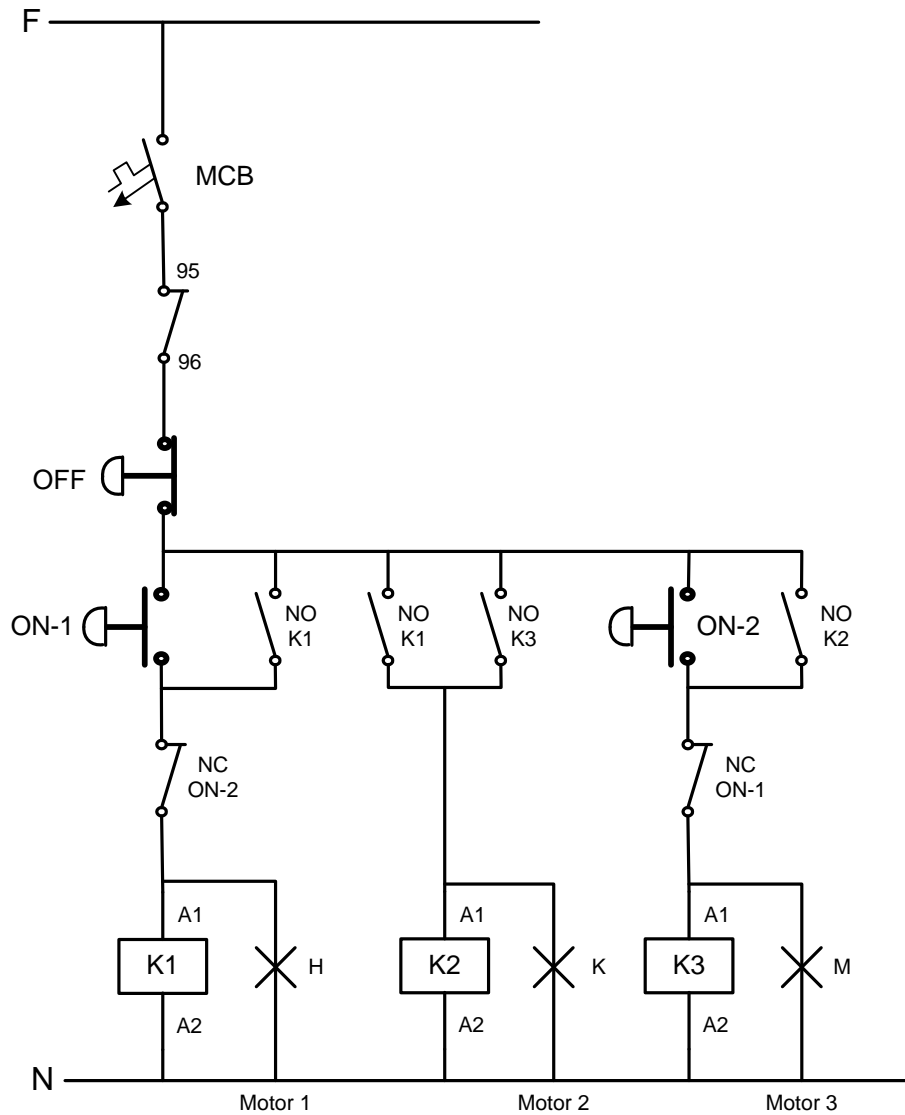 F
MCB
95
96
OFF
ON-1
NO
K1
NO
K1
NO
K3
ON-2
NO
K2
NC
ON-2
NC
ON-1
A1
A1
A1
K1
H
K2
K
K3
M
A2
A2
A2
N
Motor 1
Motor 2
Motor 3